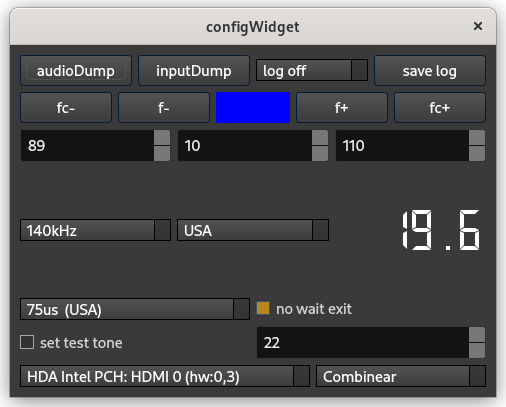 configWidget ×
audioDump inputDump log off save log
fc- f- f+ fc+
89 10 110
140kHz USA 19.6
75us (USA) no wait exit
set test tone 22
HDA Intel PCH: HDMI 0 (hw:0,3) Combinear